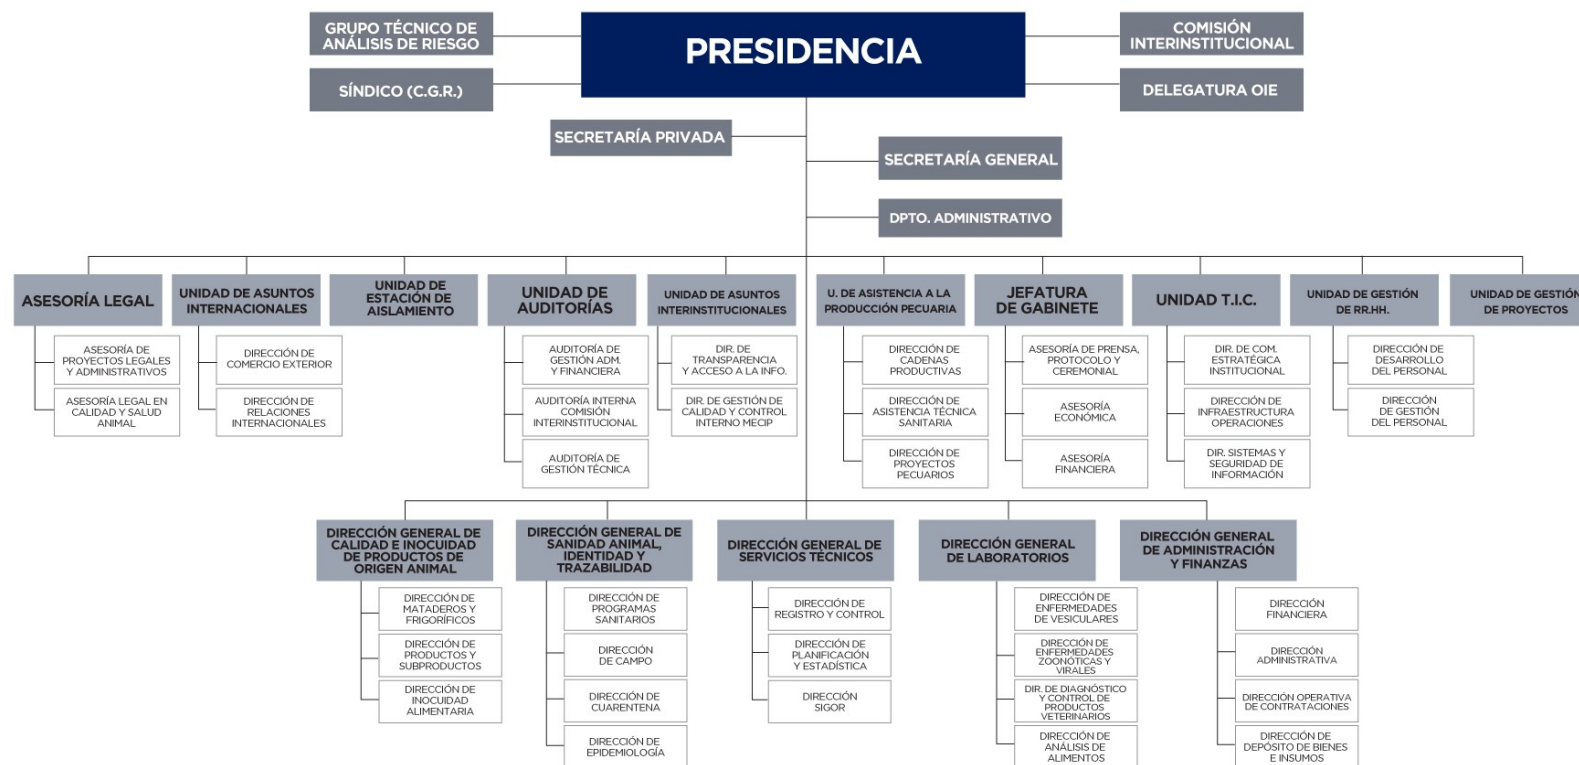 GRUPO TÉCNICO DE
ANÁLISIS DE RIESGO
PRESIDENCIA
COMISIÓN
INTERINSTITUCIONAL
SÍNDICO (C.G.R.)
DELEGATURA OIE
SECRETARÍA PRIVADA
SECRETARÍA GENERAL
DPTO. ADMINISTRATIVO
ASESORÍA LEGAL
ASESORÍA DE
PROYECTOS LEGALES
Y ADMINISTRATIVOS
ASESORÍA LEGAL EN
CALIDAD Y SALUD
ANIMAL
UNIDAD DE ASUNTOS
INTERNACIONALES
DIRECCIÓN DE
COMERCIO EXTERIOR
DIRECCIÓN DE
RELACIONES
INTERNACIONALES
UNIDAD DE
ESTACIÓN DE
AISLAMIENTO
UNIDAD DE
AUDITORÍAS
AUDITORÍA DE
GESTIÓN ADM.
Y FINANCIERA
AUDITORÍA INTERNA
COMISIÓN
INTERINSTITUCIONAL
AUDITORÍA DE
GESTIÓN TÉCNICA
UNIDAD DE ASUNTOS
INTERINSTITUCIONALES
DIR. DE
TRANSPARENCIA
Y ACCESO A LA INFO.
DIR. DE GESTIÓN DE
CALIDAD Y CONTROL
INTERNO MECIP
U. DE ASISTENCIA A LA
PRODUCCIÓN PECUARIA
DIRECCIÓN DE
CADENAS
PRODUCTIVAS
DIRECCIÓN DE
ASISTENCIA TÉCNICA
SANITARIA
DIRECCIÓN DE
PROYECTOS
PECUARIOS
JEFATURA
DE GABINETE
ASESORÍA DE PRENSA,
PROTOCOLO Y
CEREMONIAL
ASESORÍA
ECONÓMICA
ASESORÍA
FINANCIERA
UNIDAD T.I.C.
DIR. DE COM.
ESTRATÉGICA
INSTITUCIONAL
DIRECCIÓN DE
INFRAESTRUCTURA
OPERACIONES
DIR. SISTEMAS Y
SEGURIDAD DE
INFORMACIÓN
UNIDAD DE GESTIÓN
DE RR.HH.
DIRECCIÓN DE
DESARROLLO
DEL PERSONAL
DIRECCIÓN
DE GESTIÓN
DEL PERSONAL
UNIDAD DE GESTIÓN
DE PROYECTOS
DIRECCIÓN GENERAL DE
CALIDAD E INOCUIDAD
DE PRODUCTOS DE
ORIGEN ANIMAL
DIRECCIÓN DE
MATADEROS Y
FRIGORÍFICOS
DIRECCIÓN DE
PRODUCTOS Y
SUBPRODUCTOS
DIRECCIÓN DE
INOCUIDAD
ALIMENTARIA
DIRECCIÓN GENERAL DE
SANIDAD ANIMAL,
IDENTIDAD Y
TRAZABILIDAD
DIRECCIÓN DE
PROGRAMAS
SANITARIOS
DIRECCIÓN
DE CAMPO
DIRECCIÓN DE
CUARENTENA
DIRECCIÓN DE
EPIDEMIOLOGÍA
DIRECCIÓN GENERAL DE
SERVICIOS TÉCNICOS
DIRECCIÓN DE
REGISTRO Y CONTROL
DIRECCIÓN DE
PLANIFICACIÓN
Y ESTADÍSTICA
DIRECCIÓN
SIGOR
DIRECCIÓN GENERAL
DE LABORATORIOS
DIRECCIÓN DE
ENFERMEDADES
DE VESICULARES
DIRECCIÓN DE
ENFERMEDADES
ZOONÓTICAS Y
VIRALES
DIR. DE DIAGNÓSTICO
Y CONTROL DE
PRODUCTOS
VETERINARIOS
DIRECCIÓN DE
ANÁLISIS DE
ALIMENTOS
DIRECCIÓN GENERAL
DE ADMINISTRACIÓN
Y FINANZAS
DIRECCIÓN
FINANCIERA
DIRECCIÓN
ADMINISTRATIVA
DIRECCIÓN OPERATIVA
DE CONTRATACIONES
DIRECCIÓN DE
DEPÓSITO DE BIENES
E INSUMOS